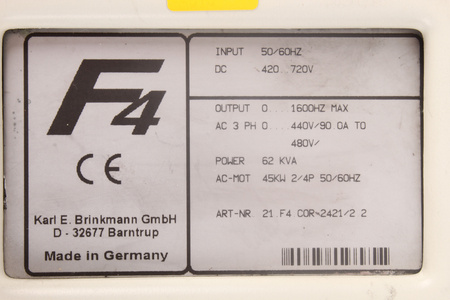 F4
CE
Karl E. Brinkmann GmbH
D - 32677 Barntrup
Made in Germany
INPUT 50/60HZ
DC 420...720V
OUTPUT 0... 1600HZ MAX
AC 3 PH 0... 440V/90.0A TO
480V/
POWER 62 KVA
AC-MOT 45KW 2/4P 50/60HZ
ART-NR. 21.F4.COR-2421/2.2